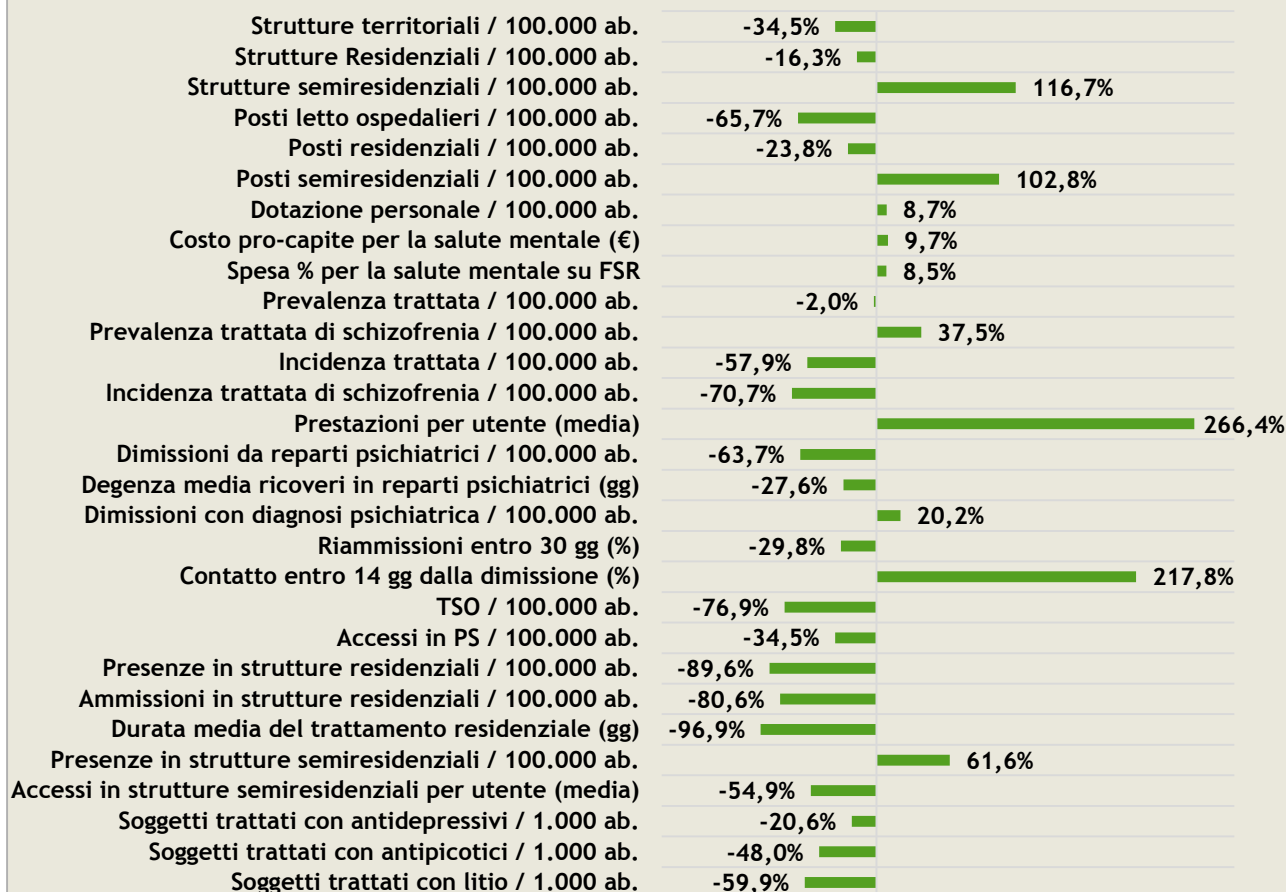 Strutture territoriali / 100.000 ab. -34,5%
Strutture Residenziali / 100.000 ab. -16,3%
Strutture semiresidenziali / 100.000 ab. 116,7%
Posti letto ospedalieri / 100.000 ab. -65,7%
Posti residenziali / 100.000 ab. -23,8%
Posti semiresidenziali / 100.000 ab. 102,8%
Dotazione personale / 100.000 ab. 8,7%
Costo pro-capite per la salute mentale (€) 9,7%
Spesa % per la salute mentale su FSR 8,5%
Prevalenza trattata / 100.000 ab. -2,0%
Prevalenza trattata di schizofrenia / 100.000 ab. 37,5%
Incidenza trattata / 100.000 ab. -57,9%
Incidenza trattata di schizofrenia / 100.000 ab. -70,7%
Prestazioni per utente (media) 266,4%
Dimissioni da reparti psichiatrici / 100.000 ab. -63,7%
Degenza media ricoveri in reparti psichiatrici (gg) -27,6%
Dimissioni con diagnosi psichiatrica / 100.000 ab. 20,2%
Riammissioni entro 30 gg (%) -29,8%
Contatto entro 14 gg dalla dimissione (%) 217,8%
TSO / 100.000 ab. -76,9%
Accessi in PS / 100.000 ab. -34,5%
Presenze in strutture residenziali / 100.000 ab. -89,6%
Ammissioni in strutture residenziali / 100.000 ab. -80,6%
Durata media del trattamento residenziale (gg) -96,9%
Presenze in strutture semiresidenziali / 100.000 ab. 61,6%
Accessi in strutture semiresidenziali per utente (media) -54,9%
Soggetti trattati con antidepressivi / 1.000 ab. -20,6%
Soggetti trattati con antipicotici / 1.000 ab. -48,0%
Soggetti trattati con litio / 1.000 ab. -59,9%